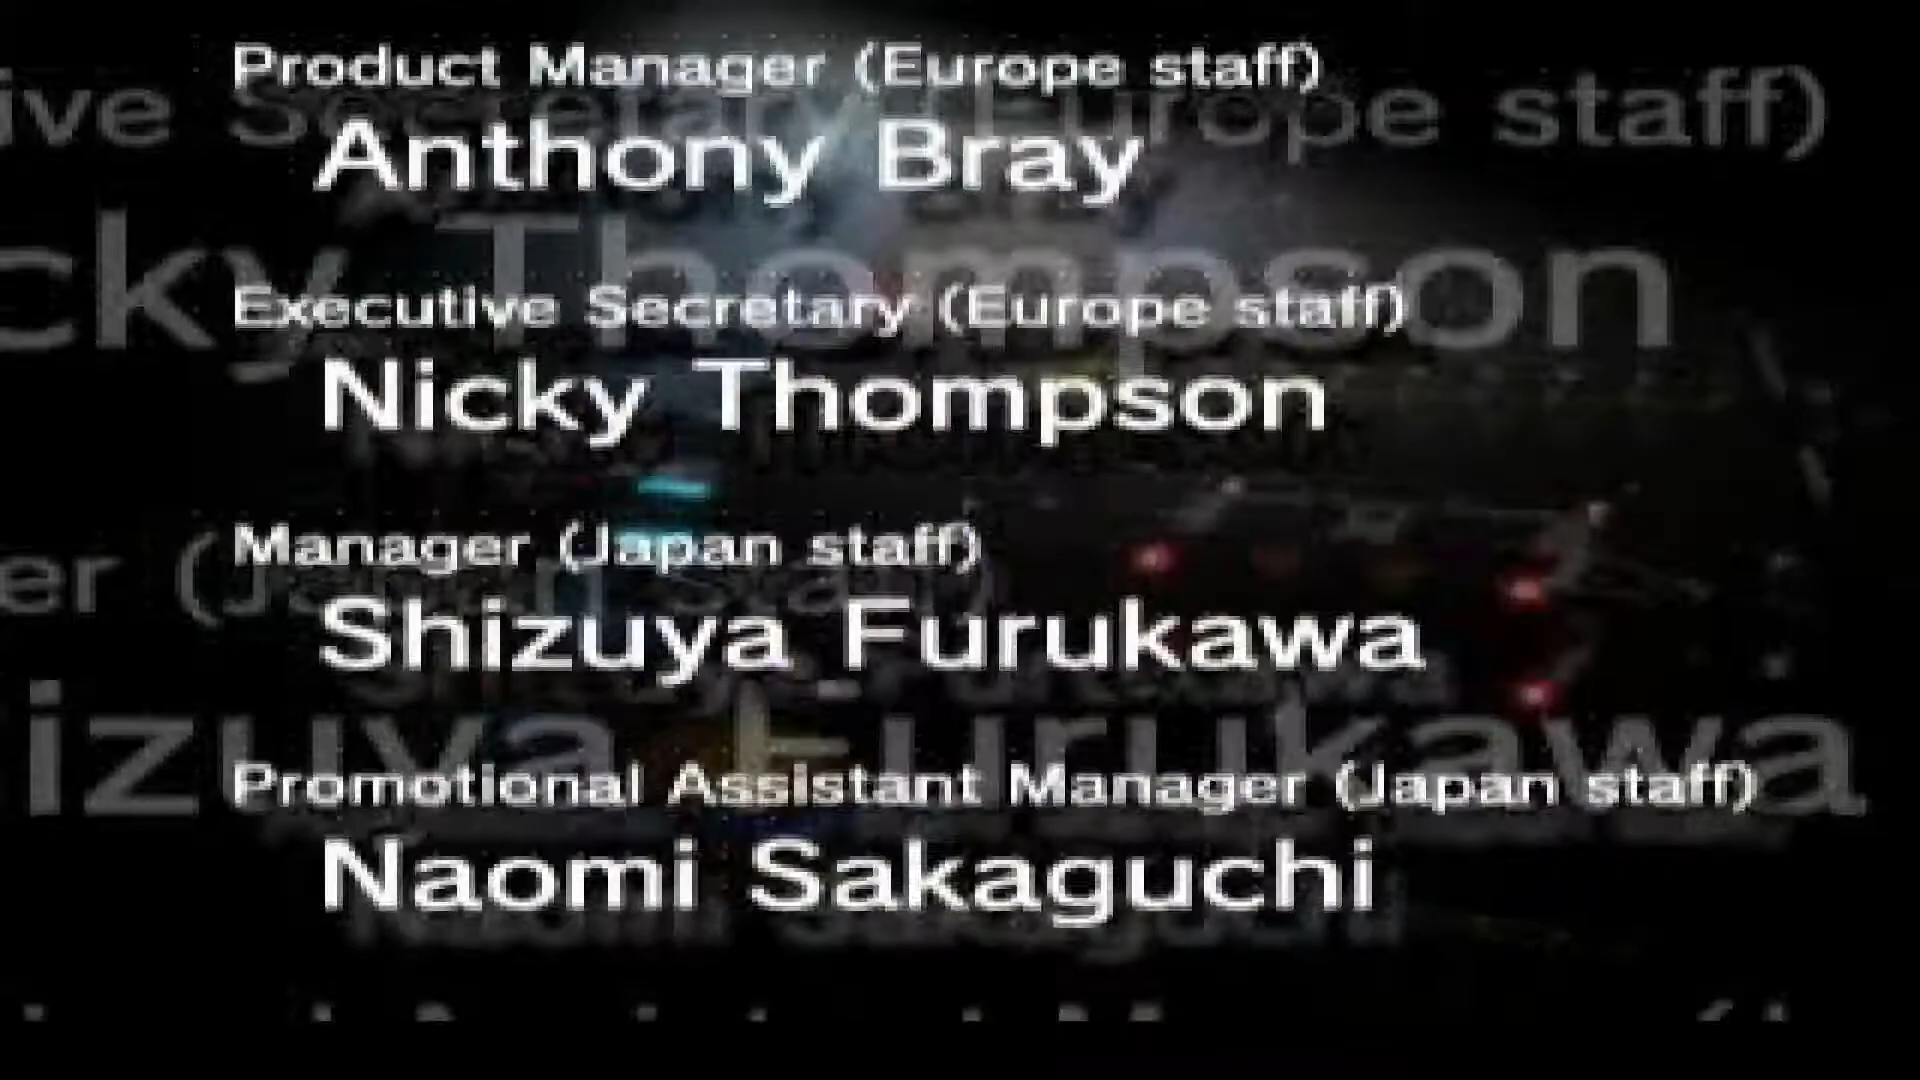 Product Manager (Europe staff)
Anthony Bray
Executive Secretary (Europe staff)
Nicky Thompson
Manager (Japan staff)
Shizuya Furukawa
Promotional Assistant Manager (Japan staff)
Naomi Sakaguchi